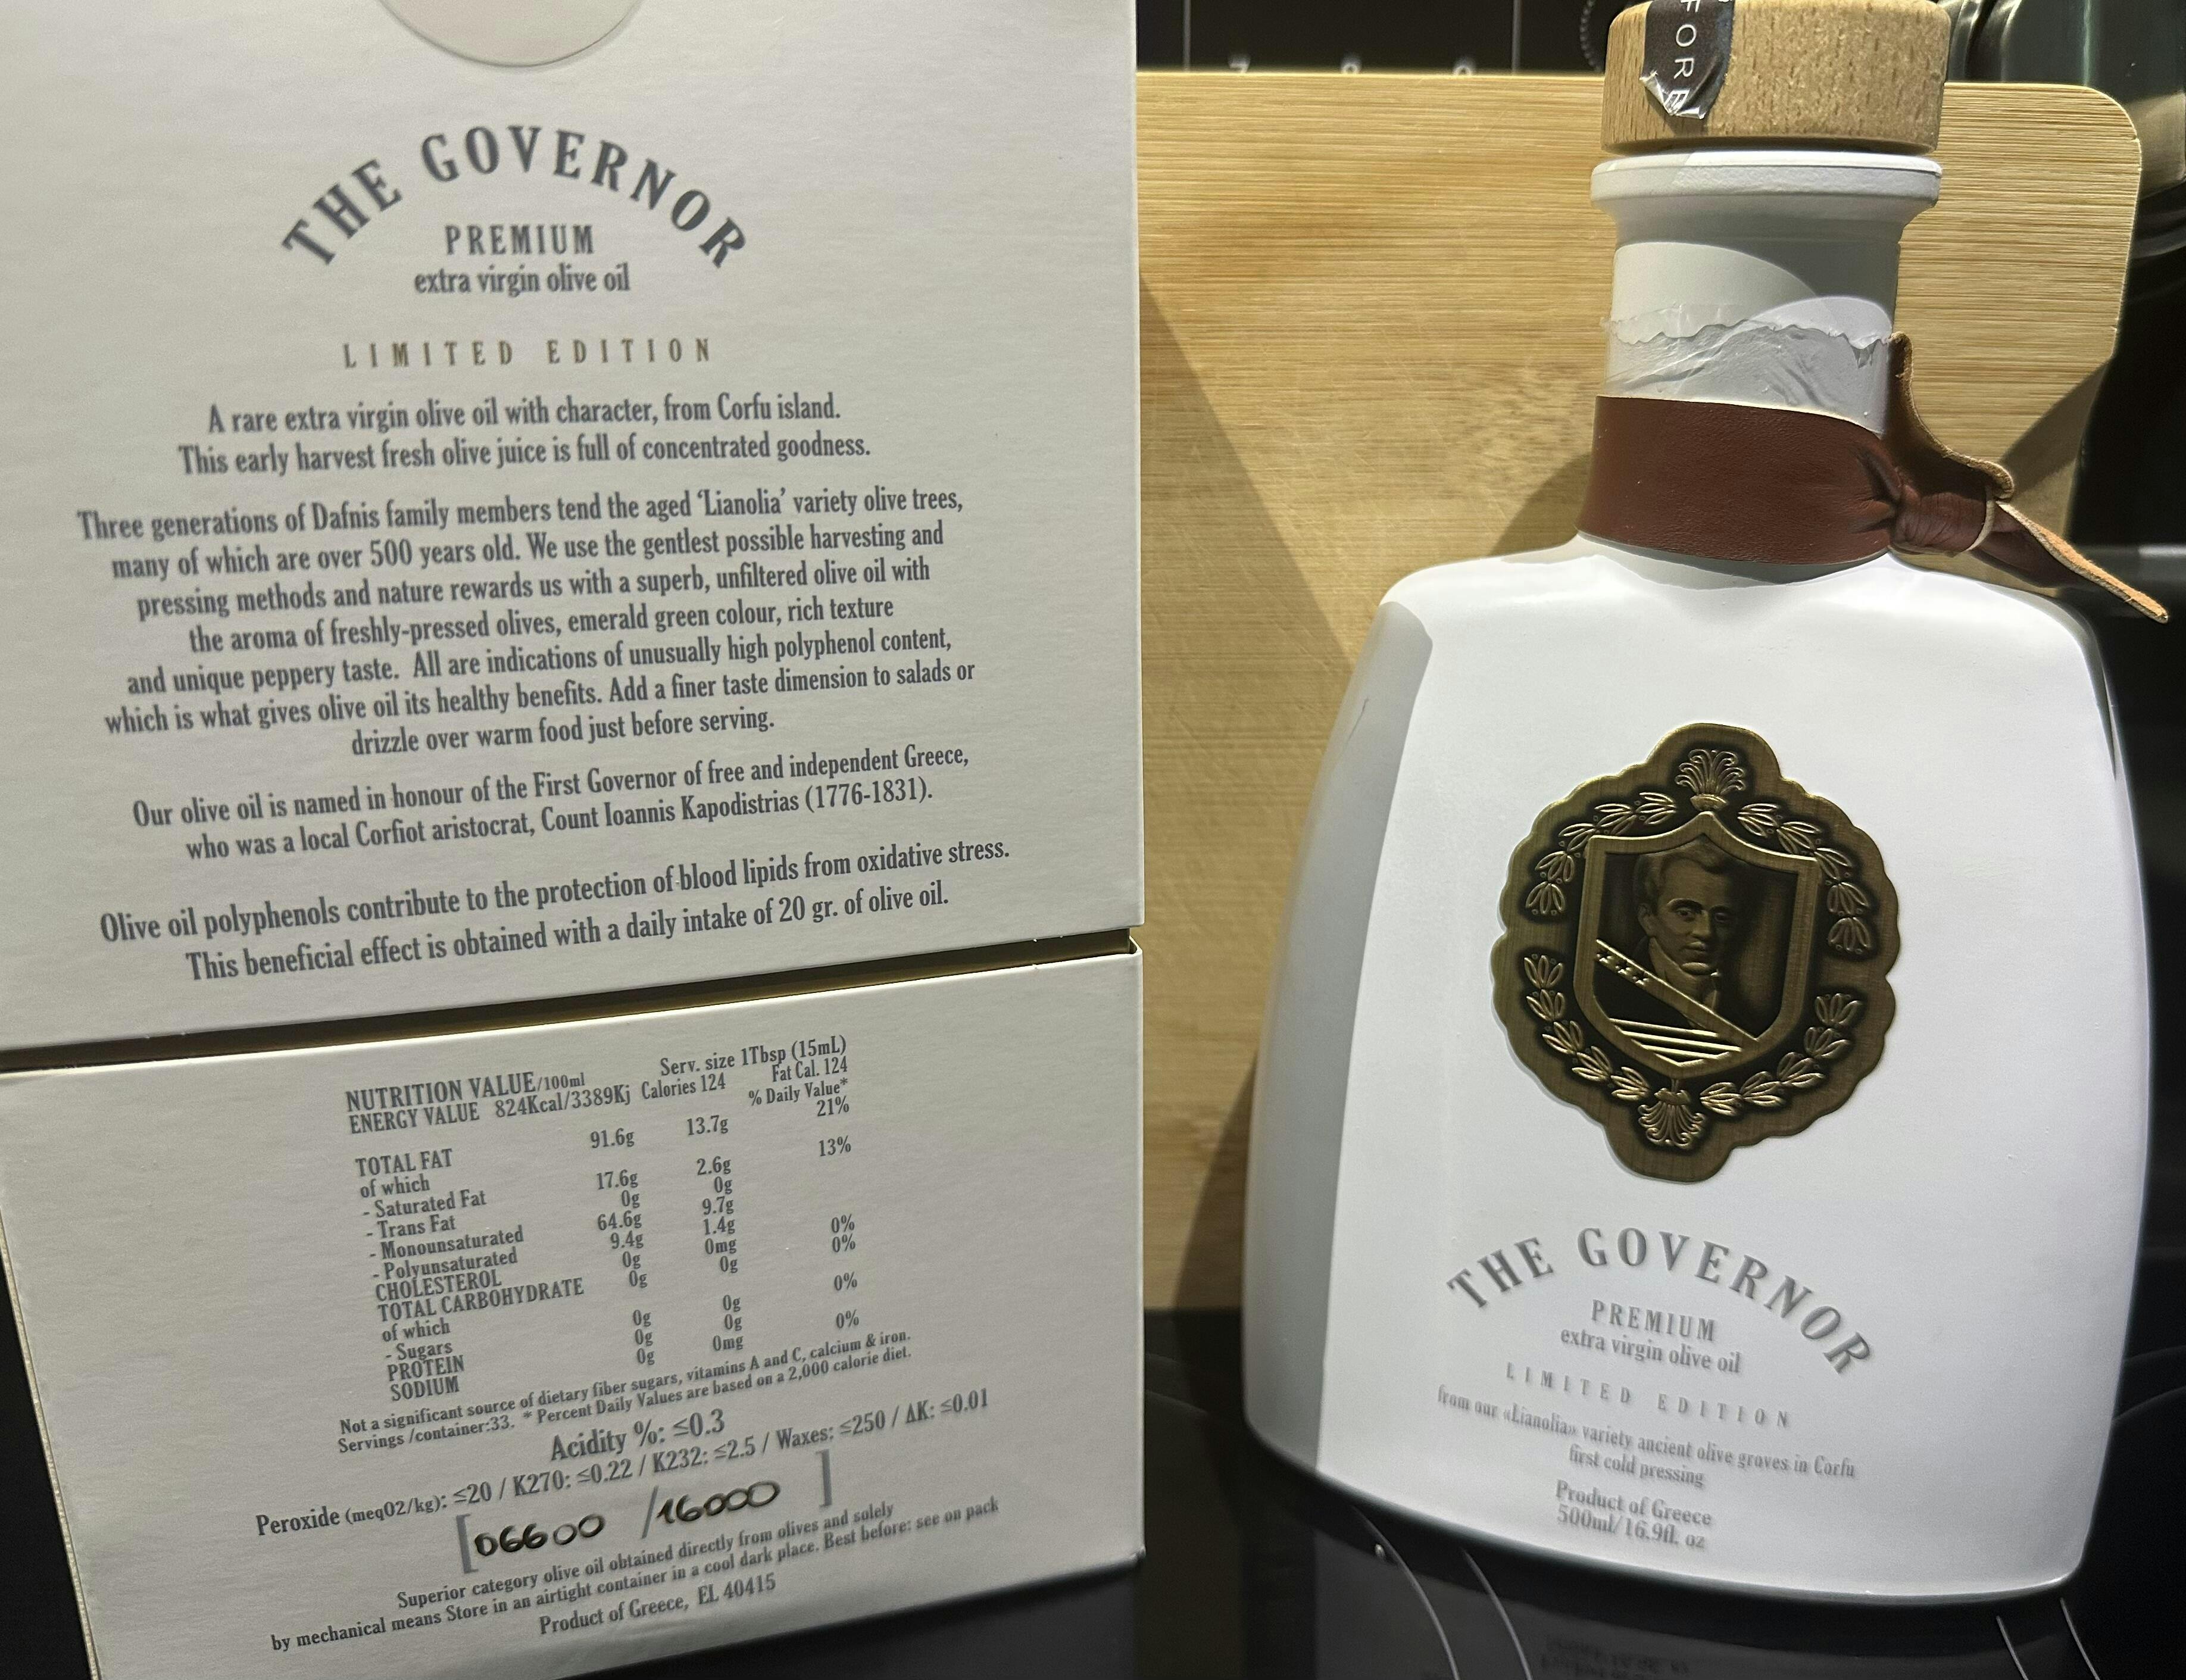 THE GOVERNOR
PREMIUM
extra virgin olive oil
LIMITED EDITION
A rare extra virgin olive oil with character, from Corfu island.
This early harvest fresh olive juice is full of concentrated goodness.
Three generations of Dafnis family members tend the aged ‘Lianolia’ variety olive trees,
many of which are over 500 years old. We use the gentlest possible harvesting and
pressing methods and nature rewards us with a superb, unfiltered olive oil with
the aroma of freshly-pressed olives, emerald green colour, rich texture
and unique peppery taste. All are indications of unusually high polyphenol content,
which is what gives olive oil its healthy benefits. Add a finer taste dimension to salads or
drizzle over warm food just before serving.
Our olive oil is named in honour of the First Governor of free and independent Greece,
who was a local Corfiot aristocrat, Count Ioannis Kapodistrias (1776-1831).
Olive oil polyphenols contribute to the protection of blood lipids from oxidative stress.
This beneficial effect is obtained with a daily intake of 20 gr. of olive oil.
NUTRITION VALUE/100ml Serv. size 1Tbsp (15mL)
ENERGY VALUE 824Kcal/3389Kj Calories 124 Fat Cal. 124
% Daily Value*
TOTAL FAT 91.6g 13.7g 21%
of which
- Saturated Fat 17.6g 2.6g 13%
- Trans Fat 0g 0g
- Monounsaturated 64.6g 9.7g
- Polyunsaturated 9.4g 1.4g
CHOLESTEROL 0g 0mg 0%
TOTAL CARBOHYDRATE 0g 0g 0%
of which
- Sugars 0g 0g
PROTEIN 0g 0g 0%
SODIUM 0g 0mg 0%
Not a significant source of dietary fiber sugars, vitamins A and C, calcium & iron.
Servings /container:33. * Percent Daily Values are based on a 2,000 calorie diet.
Acidity %: ≤0.3
Peroxide (meqO2/kg): ≤20 / K270: ≤0.22 / K232: ≤2.5 / Waxes: ≤250 / ΔK: ≤0.01
[06600 /16000 ]
Superior category olive oil obtained directly from olives and solely
by mechanical means Store in an airtight container in a cool dark place. Best before: see on pack
Product of Greece, EL 40415
FORE
THE GOVERNOR
PREMIUM
extra virgin olive oil
LIMITED EDITION
from our «Lianolia» variety ancient olive groves in Corfu
first cold pressing
Product of Greece
500ml/16.9fl. oz